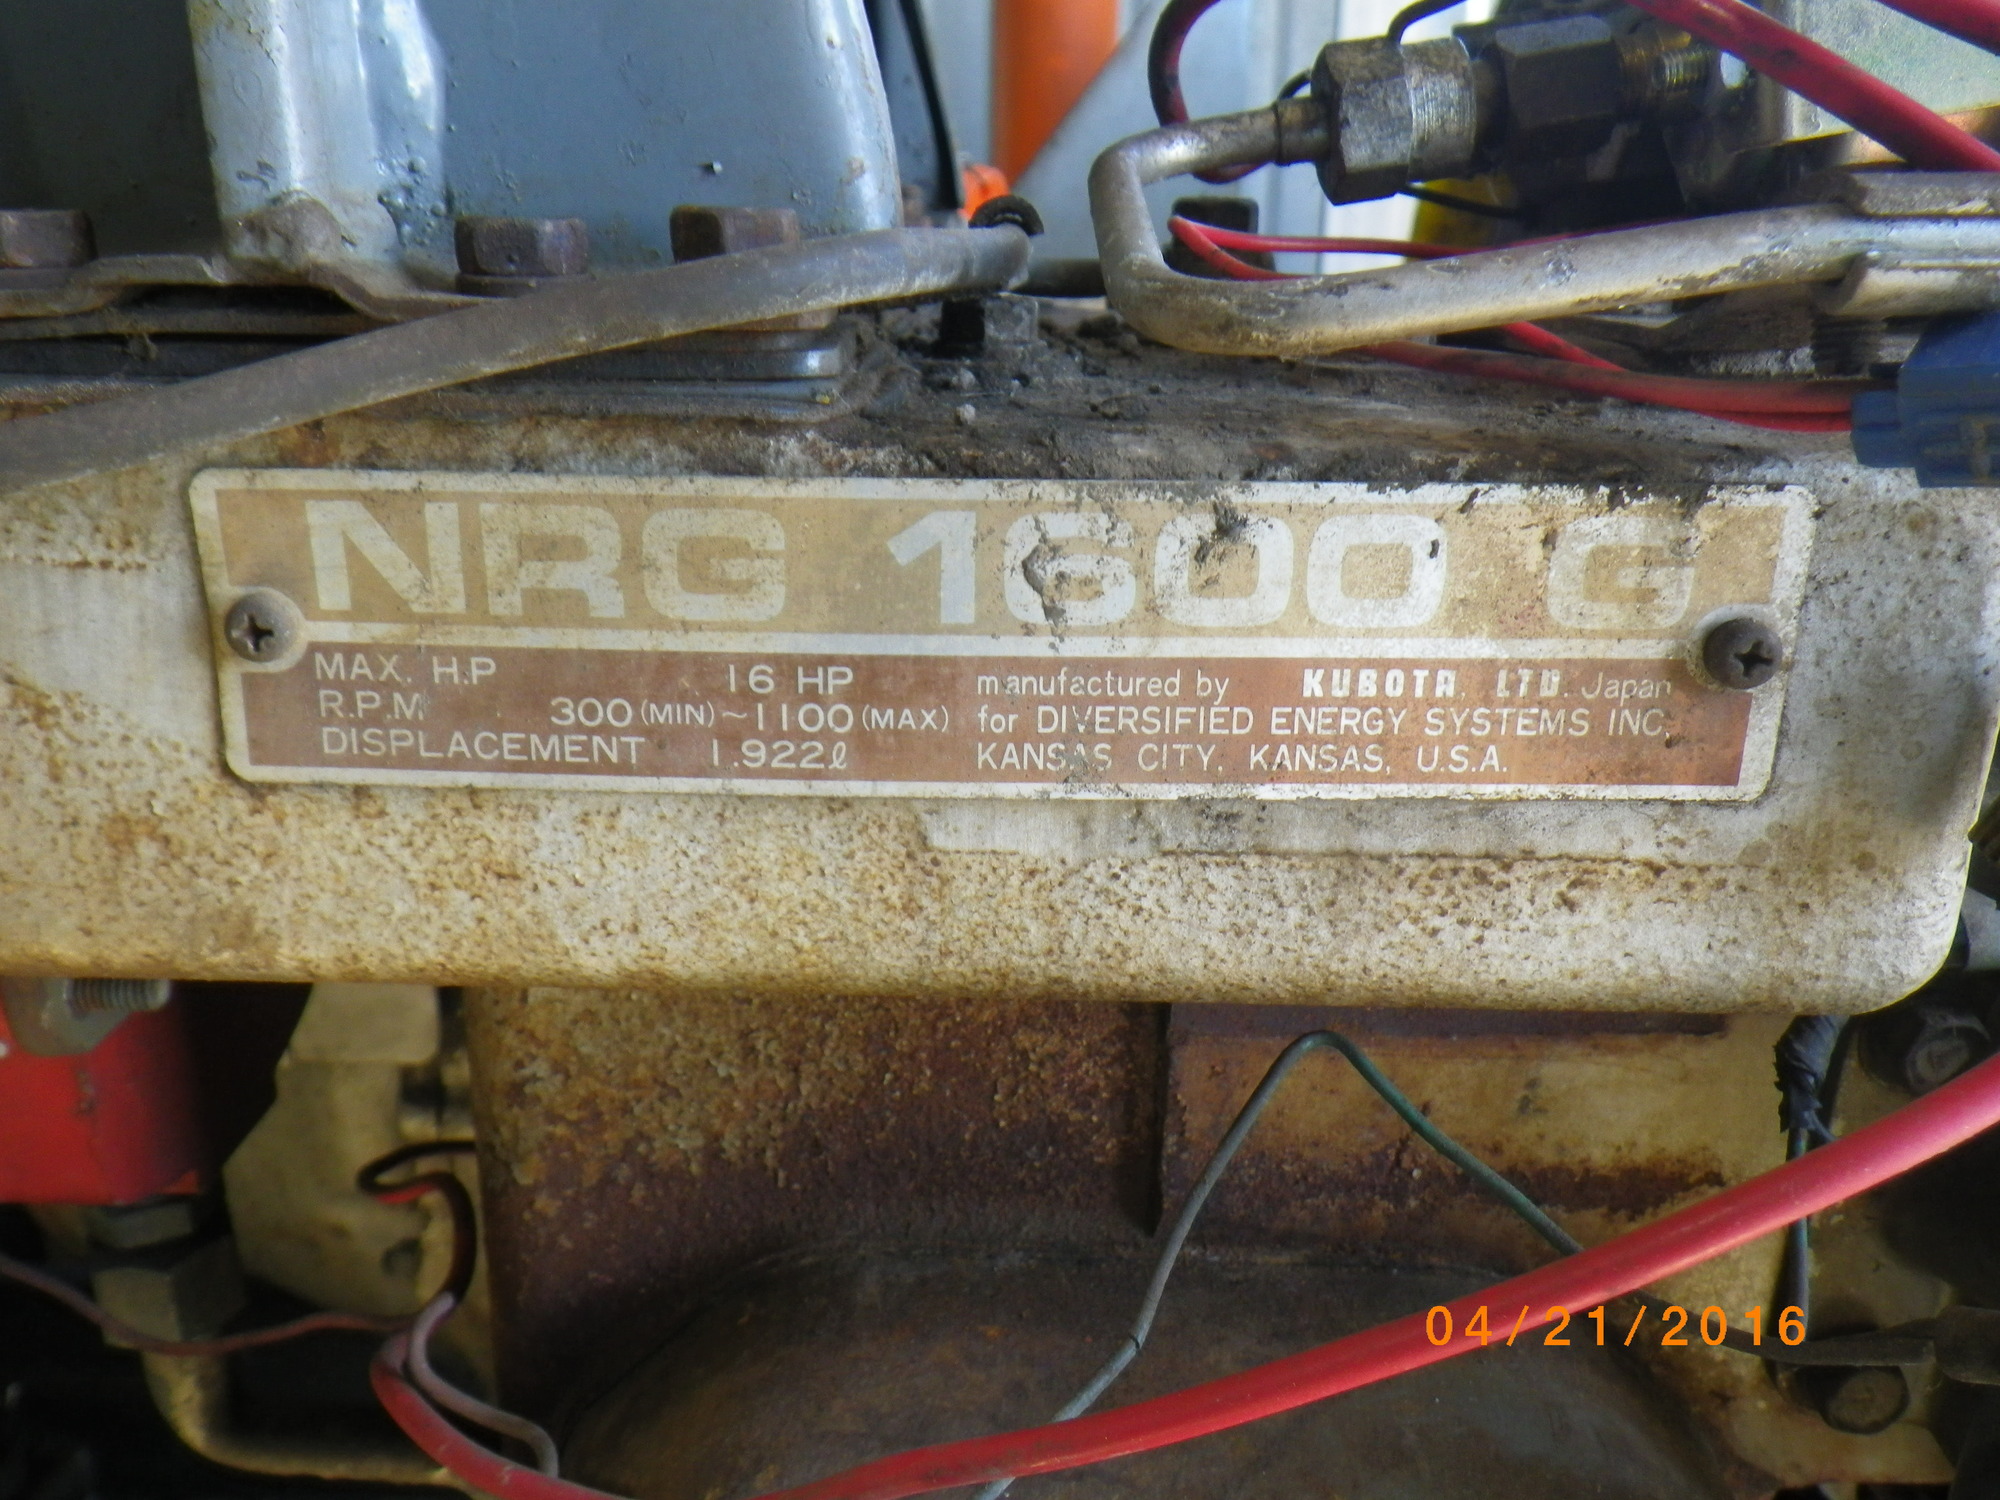 NRG 1600 G
MAX. H.P 16 HP
R.P.M. 300 (MIN) ~ 1100 (MAX)
DISPLACEMENT 1.922ℓ
manufactured by KUBOTA, LTD. Japan
for DIVERSIFIED ENERGY SYSTEMS INC.
KANSAS CITY, KANSAS, U.S.A.
04/21/2016